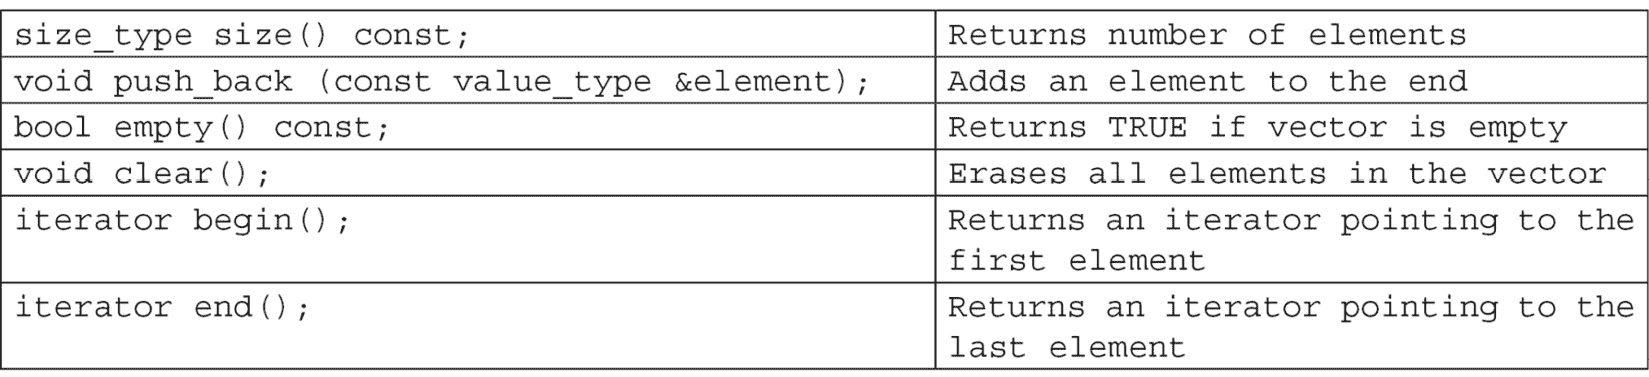 size_type size() const;
Returns number of elements
void push_back (const value_type &element);
Adds an element to the end
bool empty() const;
Returns TRUE if vector is empty
void clear();
Erases all elements in the vector
iterator begin();
Returns an iterator pointing to the
first element
iterator end();
Returns an iterator pointing to the
last element